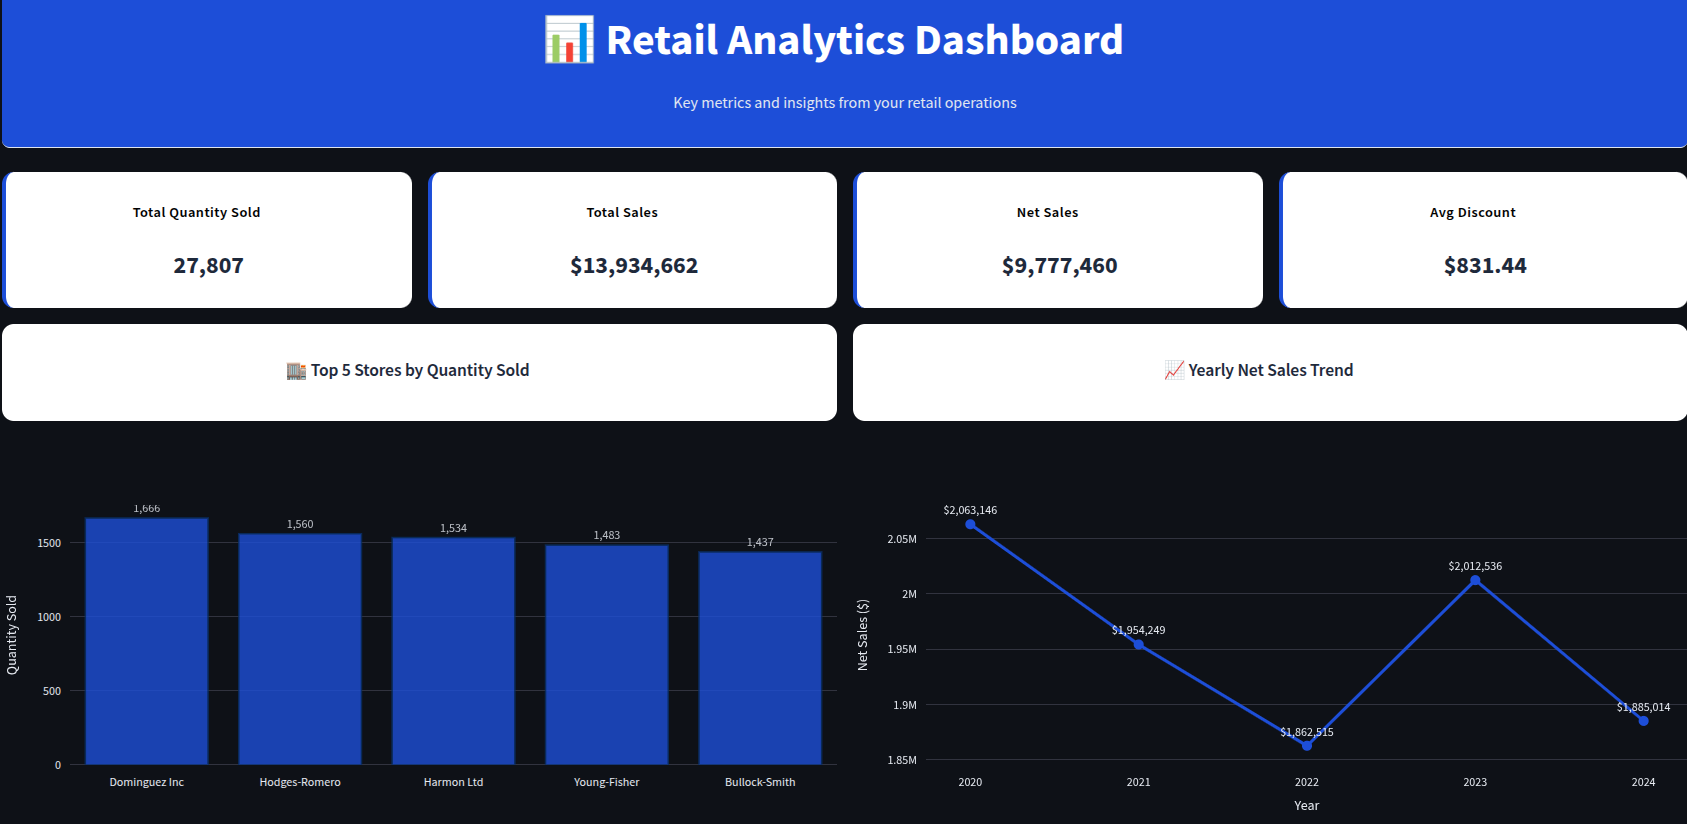 📊 Retail Analytics Dashboard
Key metrics and insights from your retail operations
Total Quantity Sold
27,807
Total Sales
$13,934,662
Net Sales
$9,777,460
Avg Discount
$831.44
🏬 Top 5 Stores by Quantity Sold
Quantity Sold
1500
1000
500
0
1,666
1,560
1,534
1,483
1,437
Dominguez Inc
Hodges-Romero
Harmon Ltd
Young-Fisher
Bullock-Smith
📈 Yearly Net Sales Trend
Net Sales ($)
2.05M
2M
1.95M
1.9M
1.85M
$2,063,146
$1,954,249
$1,862,515
$2,012,536
$1,885,014
2020
2021
2022
2023
2024
Year